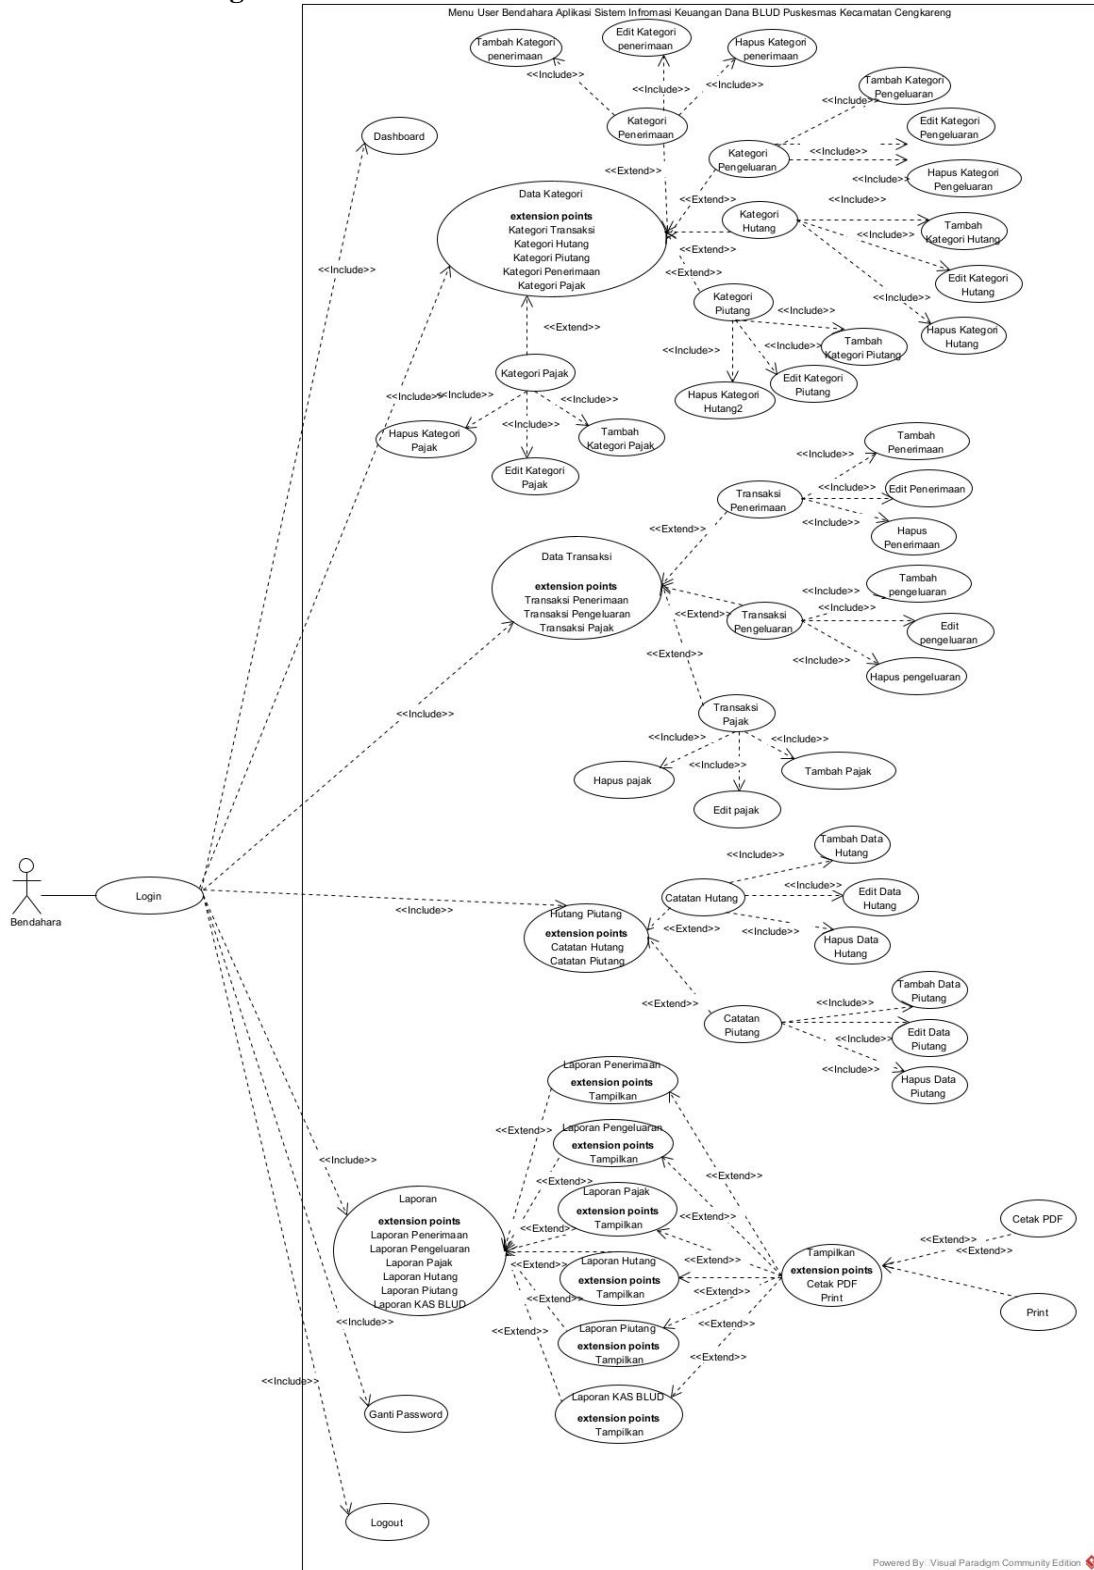 Menu User Bendahara Aplikasi Sistem Infromasi Keuangan Dana BLUD Puskesmas Kecamatan Cengkareng
Tambah Kategori
penerimaan
Edit Kategori
penerimaan
Hapus Kategori
penerimaan
<<Include>>
<<Include>>
<<Include>>
Kategori
Penerimaan
<<Extend>>
Dashboard
<<Include>>
Tambah Kategori
Pengeluaran
<<Include>>
Edit Kategori
Pengeluaran
<<Include>>
Kategori
Pengeluaran
Hapus Kategori
Pengeluaran
<<Include>>
<<Extend>>
Data Kategori
extension points
Kategori Transaksi
Kategori Hutang
Kategori Piutang
Kategori Penerimaan
Kategori Pajak
Kategori
Hutang
<<Include>>
Tambah
Kategori Hutang
<<Extend>>
<<Include>>
Edit Kategori
Hutang
<<Include>>
Hapus Kategori
Hutang
<<Extend>>
Kategori
Piutang
<<Include>>
Tambah
Kategori Piutang
<<Include>>
Edit Kategori
Piutang
<<Include>>
Hapus Kategori
Hutang2
<<Extend>>
Kategori Pajak
<<Include>>
<<Include>>
<<Include>>
<<Include>>
Hapus Kategori
Pajak
Edit Kategori
Pajak
Tambah
Kategori Pajak
Tambah
Penerimaan
<<Include>>
Edit Penerimaan
<<Include>>
Transaksi
Penerimaan
<<Include>>
Hapus
Penerimaan
<<Extend>>
Data Transaksi
extension points
Transaksi Penerimaan
Transaksi Pengeluaran
Transaksi Pajak
Tambah
pengeluaran
<<Include>>
<<Include>>
<<Extend>>
Transaksi
Pengeluaran
Edit
pengeluaran
<<Include>>
Hapus pengeluaran
<<Extend>>
<<Include>>
Transaksi
Pajak
<<Include>>
<<Include>>
<<Include>>
Hapus pajak
Edit pajak
Tambah Pajak
Bendahara
Login
<<Include>>
Hutang Piutang
extension points
Catatan Hutang
Catatan Piutang
<<Extend>>
Catatan Hutang
<<Include>>
Tambah Data
Hutang
<<Include>>
Edit Data
Hutang
<<Include>>
Hapus Data
Hutang
<<Extend>>
Catatan
Piutang
<<Include>>
Tambah Data
Piutang
<<Include>>
Edit Data
Piutang
<<Include>>
Hapus Data
Piutang
<<Include>>
Laporan
extension points
Laporan Penerimaan
Laporan Pengeluaran
Laporan Pajak
Laporan Hutang
Laporan Piutang
Laporan KAS BLUD
<<Extend>>
<<Extend>>
<<Extend>>
<<Extend>>
<<Extend>>
<<Extend>>
Laporan Penerimaan
extension points
Tampilkan
Laporan Pengeluaran
extension points
Tampilkan
Laporan Pajak
extension points
Tampilkan
Laporan Hutang
extension points
Tampilkan
Laporan Piutang
extension points
Tampilkan
Laporan KAS BLUD
extension points
Tampilkan
<<Extend>>
<<Extend>>
<<Extend>>
<<Extend>>
<<Extend>>
<<Extend>>
Tampilkan
extension points
Cetak PDF
Print
<<Extend>>
<<Extend>>
Cetak PDF
Print
<<Include>>
Ganti Password
<<Include>>
Logout
Powered By Visual Paradigm Community Edition